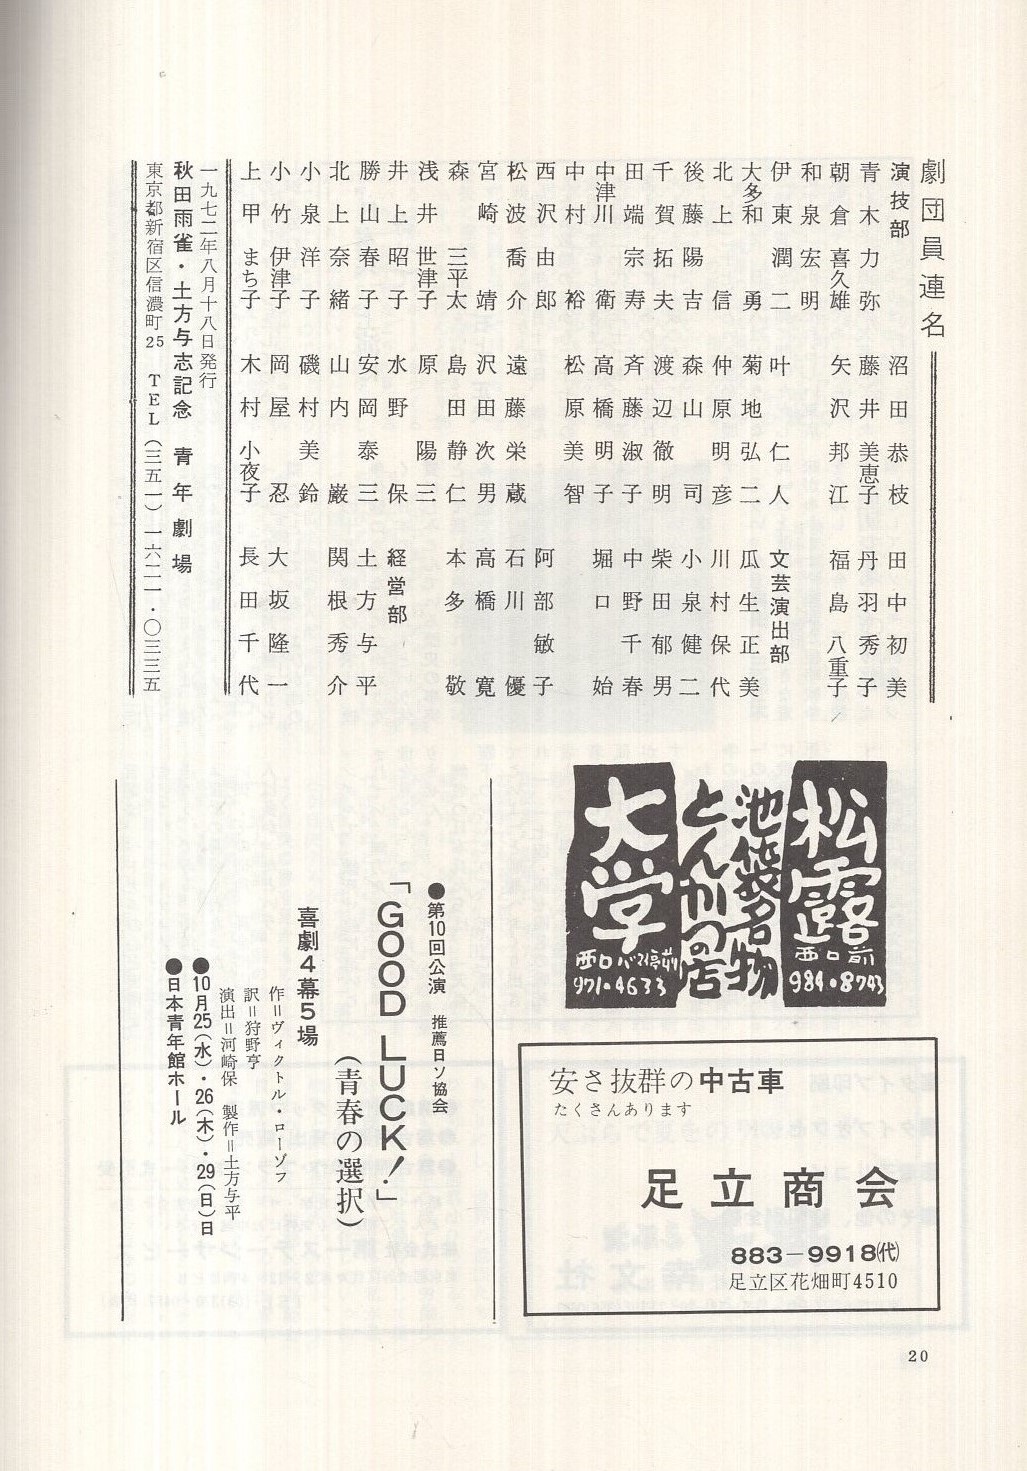 劇団員連名
演技部
青木力弥
朝倉喜久雄
和泉宏明
伊東潤二
大多和勇
北上信
後藤陽吉
千賀拓夫
田端宗寿
中津川衛
中村裕
西沢由郎
松波喬介
宮崎靖
森三平太
浅井世津子
井上昭子
勝山春子
北上奈緒
小泉洋子
小竹伊津子
上甲まち子
沼田恭枝
藤井美恵子
矢沢邦江
叶仁人
菊地弘二
仲原明彦
森山司
渡辺徹明
斉藤淑子
高橋明子
松原美智
遠藤栄蔵
沢田次男
島田静仁
原陽三
水野保
安岡泰三
山内巌
磯村美鈴
岡屋忍
木村小夜子
田中初美
丹羽秀子
福島八重子
文芸演出部
瓜生正美
川村保代
小泉健二
柴田郁男
中野千春
堀口始
阿部敏子
石川優
高橋寛
本多敬
経営部
土方与平
関根秀介
大坂隆一
長田千代
一九七二年八月十八日発行
秋田雨雀・土方与志記念 青年劇場
東京都新宿区信濃町25 TEL(三五一)一六二一・〇三三五
松露
西口前
984・8743
池袋名物
とんかつの店
大学
西口バス停前
971・4633
安さ抜群の中古車
たくさんあります
足立商会
883-9918(代)
足立区花畑町4510
●第10回公演 推薦日ソ協会
「GOOD LUCK!」
(青春の選択)
喜劇4幕5場
作=ヴィクトル・ローゾフ
訳=狩野亨
演出=河崎保 製作=土方与平
●10月25(水)・26(木)・29(日)日
●日本青年館ホール
20